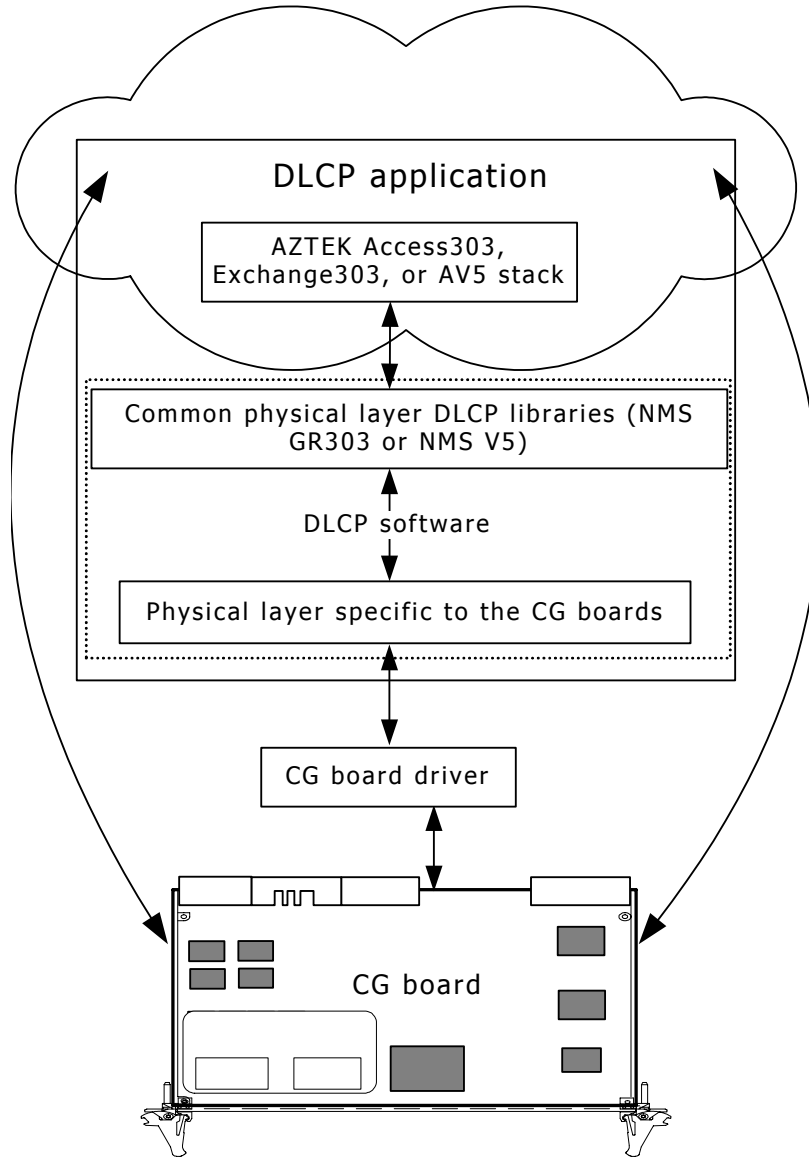 DLCP application
AZTEK Access303,
Exchange303, or AV5 stack
Common physical layer DLCP libraries (NMS
GR303 or NMS V5)
DLCP software
Physical layer specific to the CG boards
CG board driver
CG board